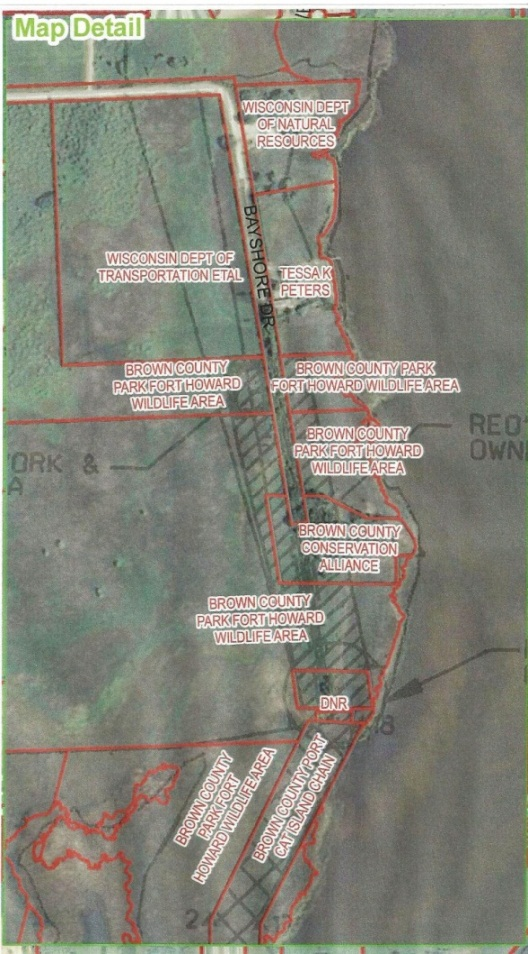 Map Detail
WISCONSIN DEPT
OF NATURAL
RESOURCES
BAYSHORE DR
WISCONSIN DEPT OF
TRANSPORTATION ETAL
TESSA K
PETERS
BROWN COUNTY
PARK FORT HOWARD
WILDLIFE AREA
BROWN COUNTY PARK
FORT HOWARD WILDLIFE AREA
BROWN COUNTY
PARK FORT HOWARD
WILDLIFE AREA
ORK &
A
REQ'
OWN
BROWN COUNTY
CONSERVATION
ALLIANCE
BROWN COUNTY
PARK FORT HOWARD
WILDLIFE AREA
DNR
BROWN COUNTY
PARK FORT
HOWARD WILDLIFE AREA
BROWN COUNTY PORT
CAT ISLAND CHAIN